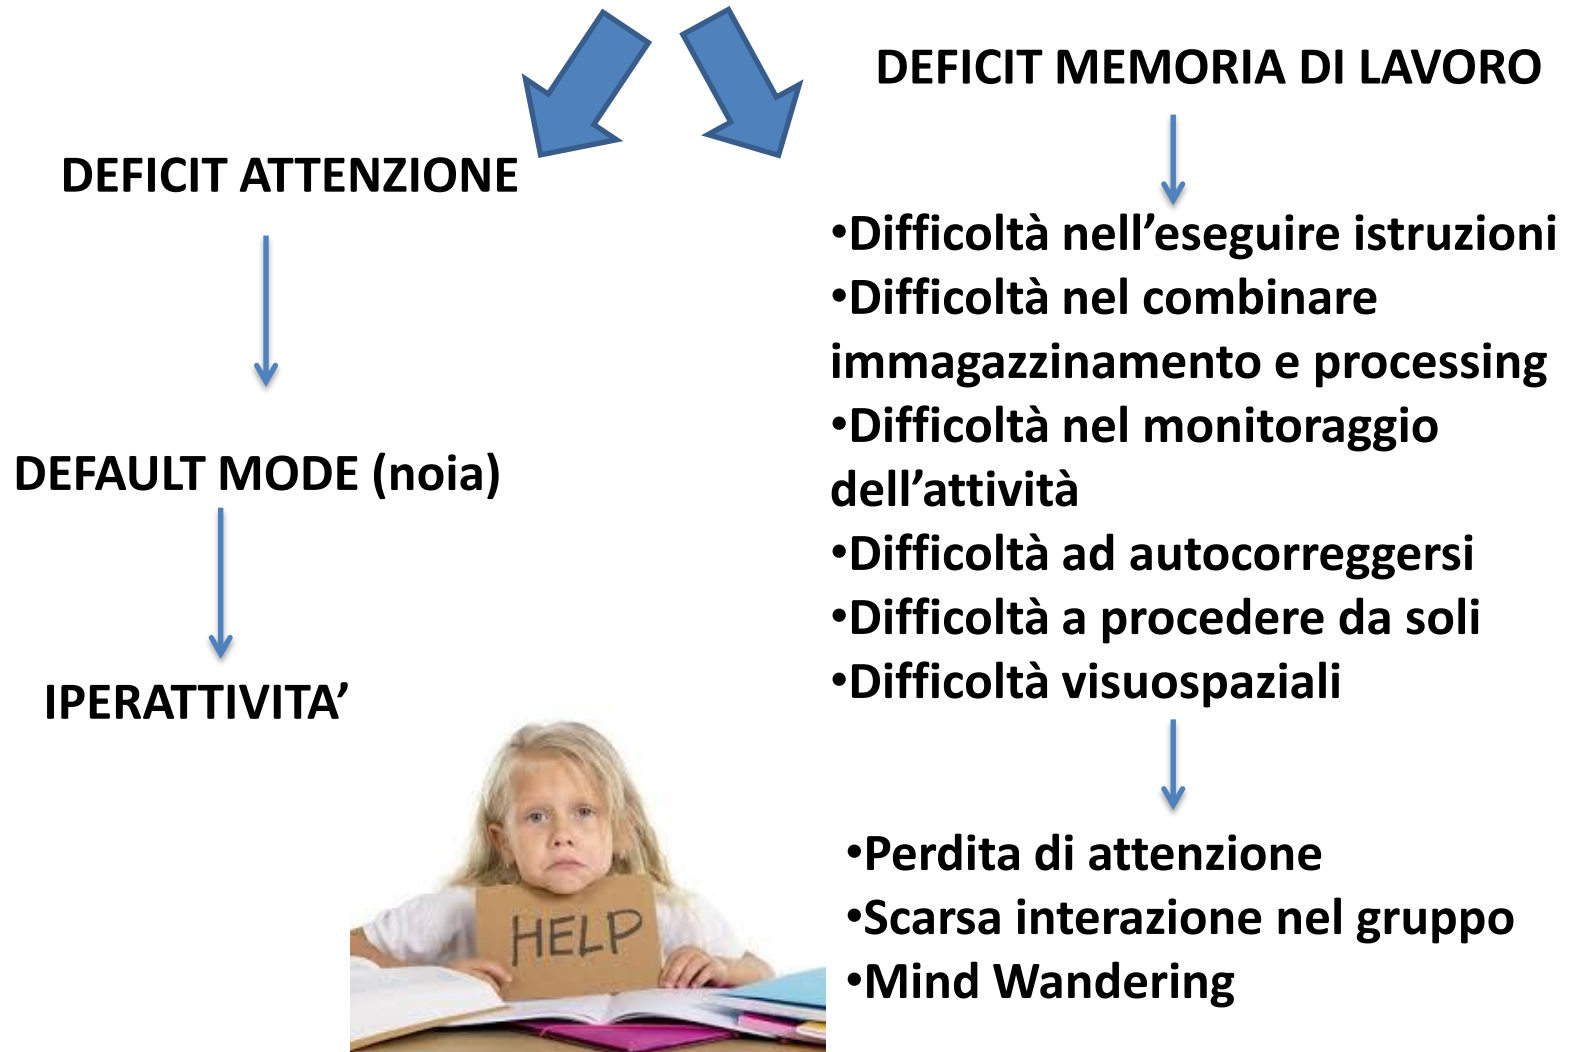 DEFICIT ATTENZIONE
DEFAULT MODE (noia)
IPERATTIVITA’
HELP
DEFICIT MEMORIA DI LAVORO
•Difficoltà nell’eseguire istruzioni
•Difficoltà nel combinare
immagazzinamento e processing
•Difficoltà nel monitoraggio
dell’attività
•Difficoltà ad autocorreggersi
•Difficoltà a procedere da soli
•Difficoltà visuospaziali
•Perdita di attenzione
•Scarsa interazione nel gruppo
•Mind Wandering